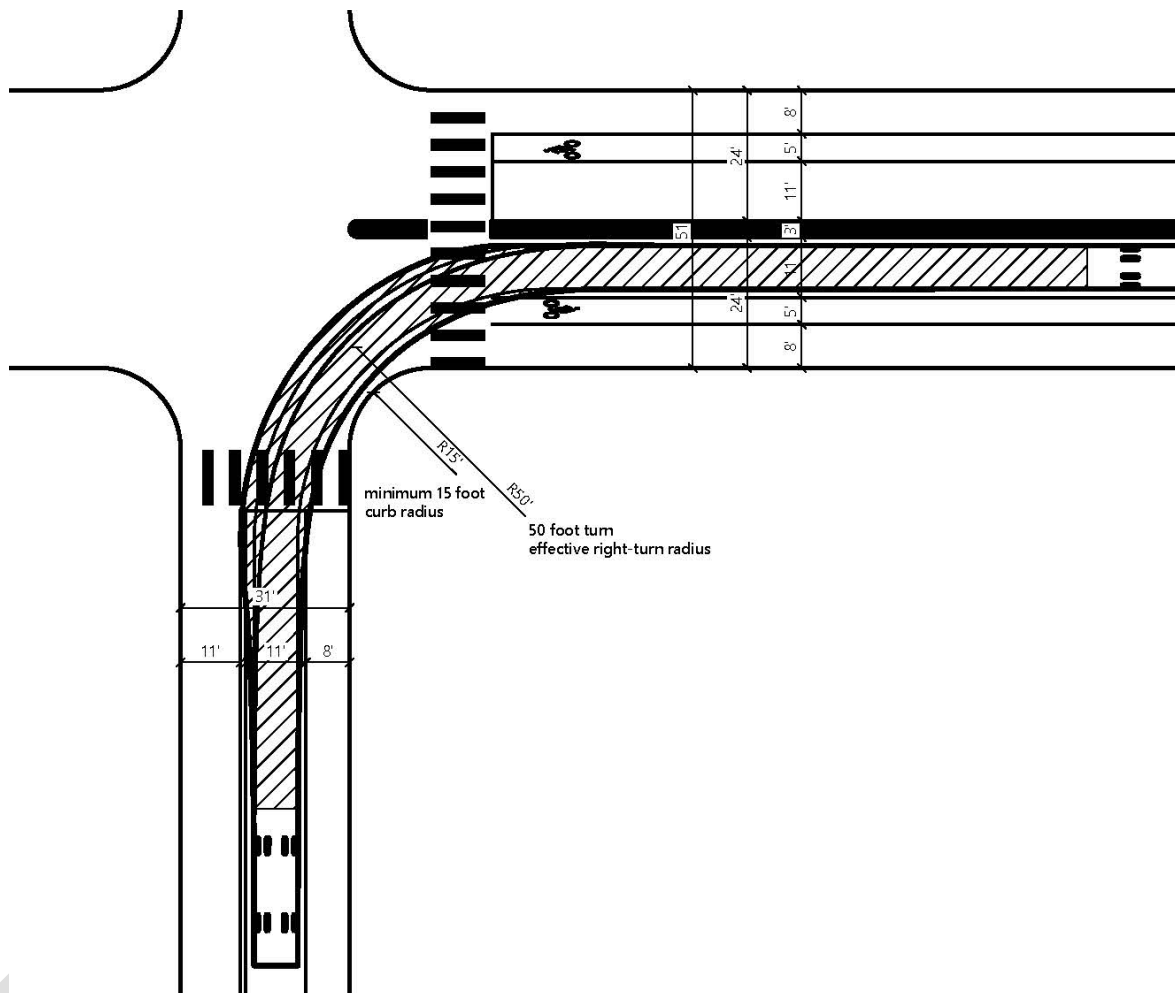 8'
24'
5'
11'
51
3'
11
24'
5'
8'
R15'
R50'
minimum 15 foot
curb radius
50 foot turn
effective right-turn radius
31'
11'
11'
8'